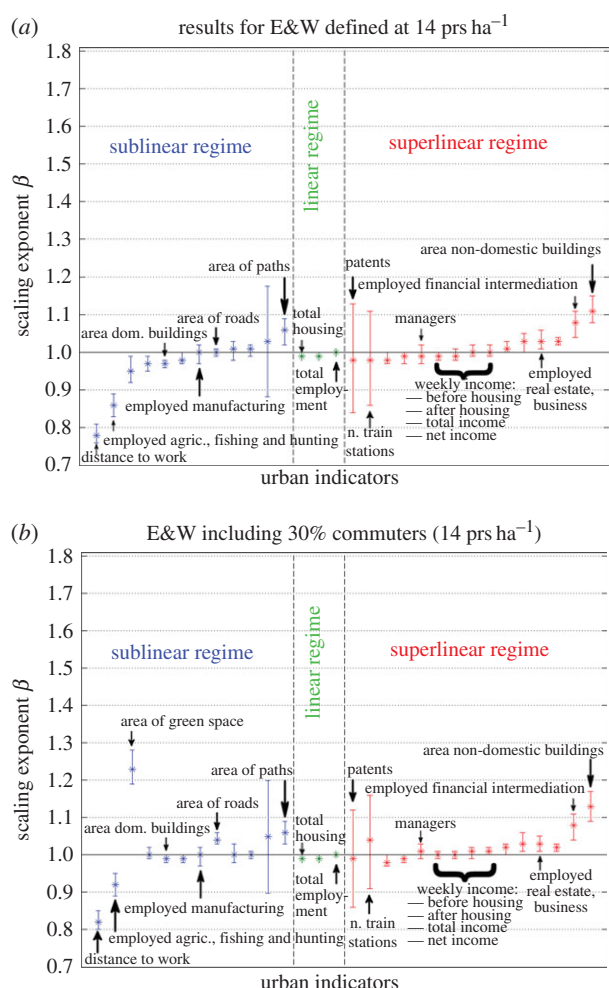 (a) results for E&W defined at 14 prs ha–1
1.8
1.7
1.6
1.5
1.4
1.3
1.2
1.1
1.0
0.9
0.8
0.7
scaling exponent β
sublinear regime
linear regime
superlinear regime
area non-domestic buildings
area of paths
patents
employed financial intermediation
area of roads
total
housing
managers
area dom. buildings
total
employ-
ment
weekly income:
— before housing
— after housing
— total income
— net income
employed
real estate,
business
employed manufacturing
n. train
stations
employed agric., fishing and hunting
distance to work
urban indicators
(b) E&W including 30% commuters (14 prs ha–1)
1.8
1.7
1.6
1.5
1.4
1.3
1.2
1.1
1.0
0.9
0.8
0.7
scaling exponent β
sublinear regime
linear regime
superlinear regime
area of green space
area non-domestic buildings
area of paths
patents
employed financial intermediation
area of roads
total
housing
managers
area dom. buildings
total
employ-
ment
weekly income:
— before housing
— after housing
— total income
— net income
employed
real estate,
business
employed manufacturing
n. train
stations
employed agric., fishing and hunting
distance to work
urban indicators